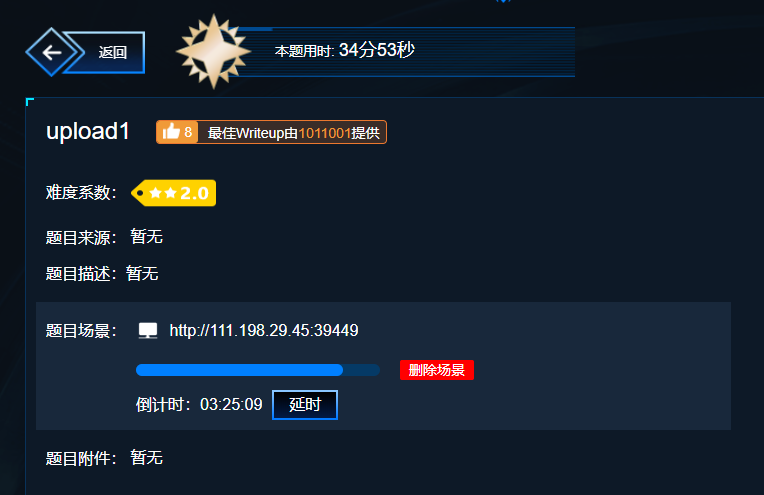 返回
本题用时: 34分53秒
upload1 8 最佳Writeup由1011001提供
难度系数: 2.0
题目来源: 暂无
题目描述: 暂无
题目场景: http://111.198.29.45:39449
删除场景
倒计时: 03:25:09 延时
题目附件: 暂无